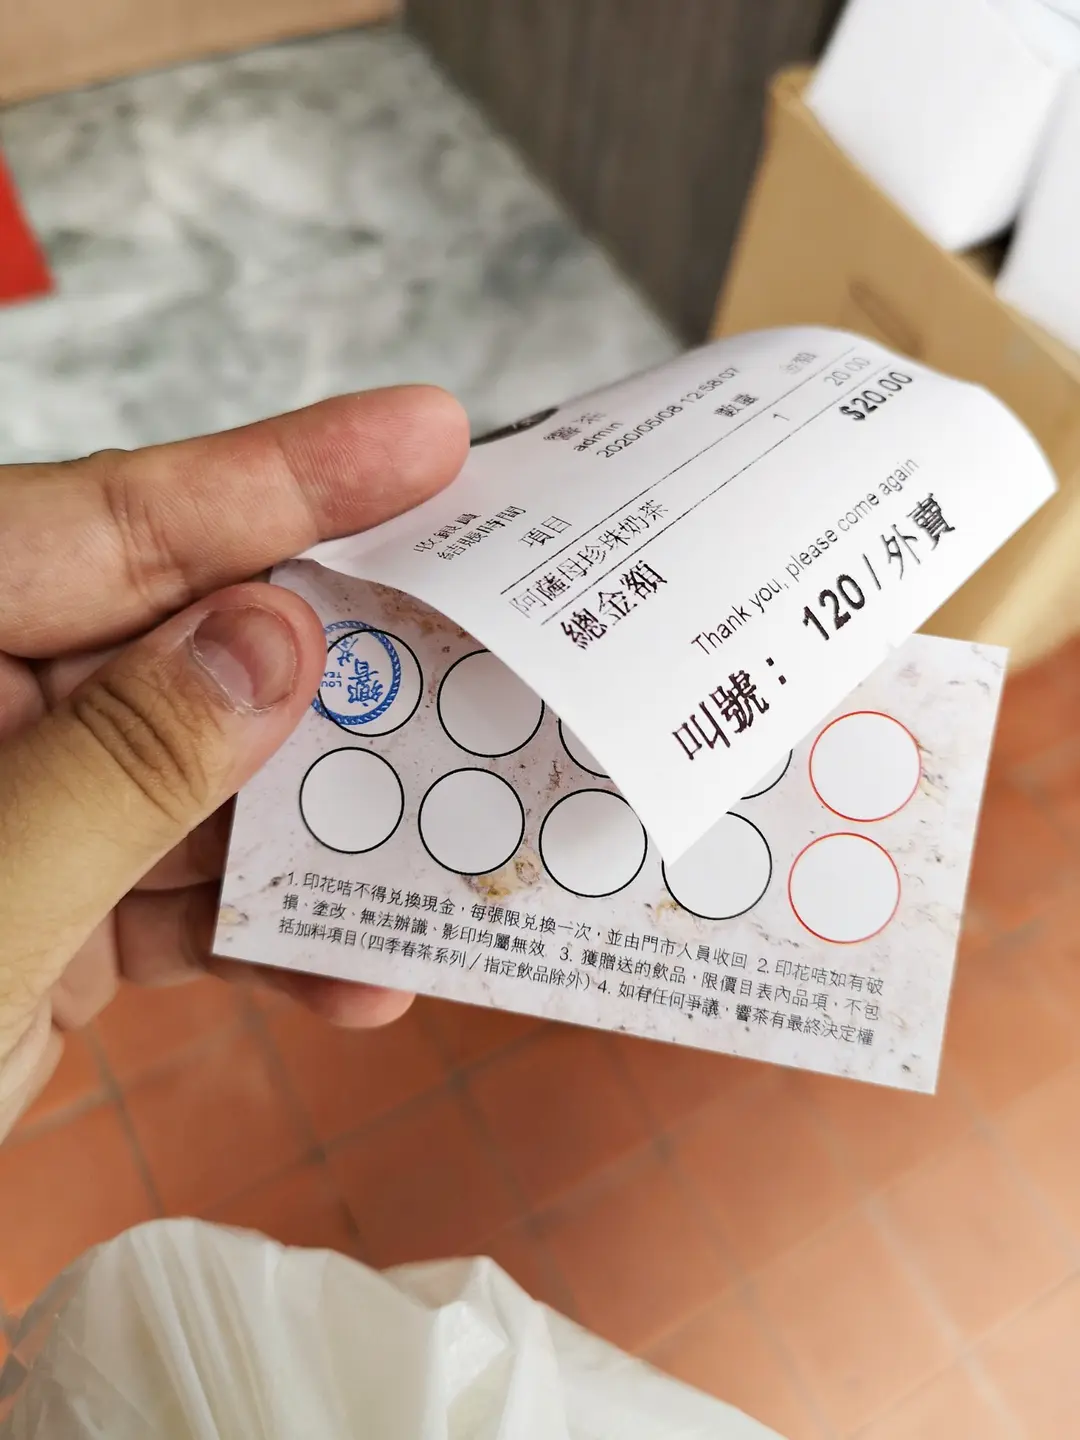 響茶
收銀員 admin
結賬時間 2020/05/08 12:58:07
項目 數量 金額
阿薩母珍珠奶茶 1 20.00
總金額 $20.00
Thank you, please come again
叫號： 120 / 外賣
1. 印花咭不得兌換現金，每張限兌換一次，並由門市人員收回 2. 印花咭如有破
損、塗改、無法辦識、影印均屬無效 3. 獲贈送的飲品，限價目表內品項，不包
括加料項目(四季春茶系列／指定飲品除外) 4. 如有任何爭議，響茶有最終決定權